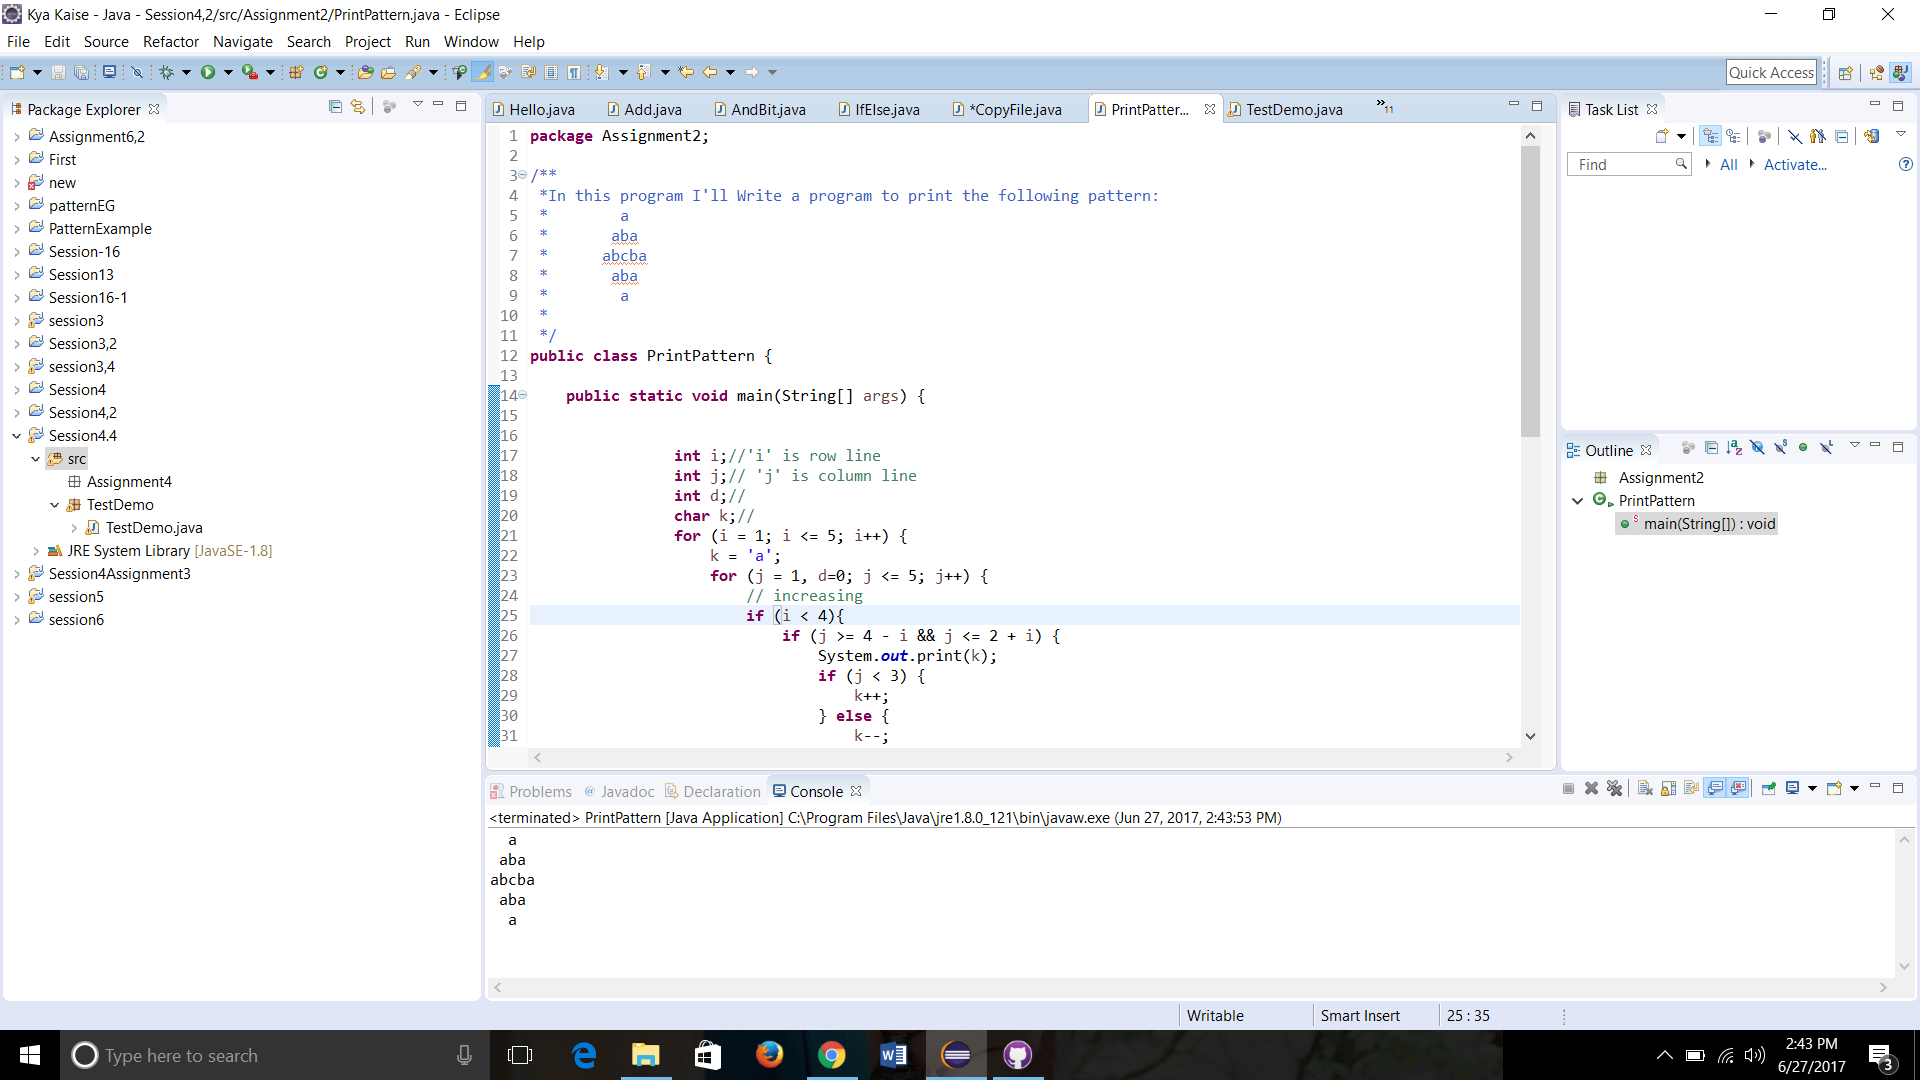 Kya Kaise - Java - Session4,2/src/Assignment2/PrintPattern.java - Eclipse
File Edit Source Refactor Navigate Search Project Run Window Help
Quick Access
Package Explorer
Assignment6,2
First
new
patternEG
PatternExample
Session-16
Session13
Session16-1
session3
Session3,2
session3,4
Session4
Session4,2
Session4.4
src
Assignment4
TestDemo
TestDemo.java
JRE System Library [JavaSE-1.8]
Session4Assignment3
session5
session6
Hello.java Add.java AndBit.java IfElse.java *CopyFile.java PrintPatter... TestDemo.java »11
1 package Assignment2;
2
3 /**
4 *In this program I'll Write a program to print the following pattern:
5 * a
6 * aba
7 * abcba
8 * aba
9 * a
10 *
11 */
12 public class PrintPattern {
13
14 public static void main(String[] args) {
15
16
17 int i;//'i' is row line
18 int j;// 'j' is column line
19 int d;//
20 char k;//
21 for (i = 1; i <= 5; i++) {
22 k = 'a';
23 for (j = 1, d=0; j <= 5; j++) {
24 // increasing
25 if (i < 4){
26 if (j >= 4 - i && j <= 2 + i) {
27 System.out.print(k);
28 if (j < 3) {
29 k++;
30 } else {
31 k--;
Task List
Find All Activate...
Outline
Assignment2
PrintPattern
main(String[]) : void
Problems Javadoc Declaration Console
<terminated> PrintPattern [Java Application] C:\Program Files\Java\jre1.8.0_121\bin\javaw.exe (Jun 27, 2017, 2:43:53 PM)
a
aba
abcba
aba
a
Writable Smart Insert 25 : 35
Type here to search
2:43 PM
6/27/2017
3